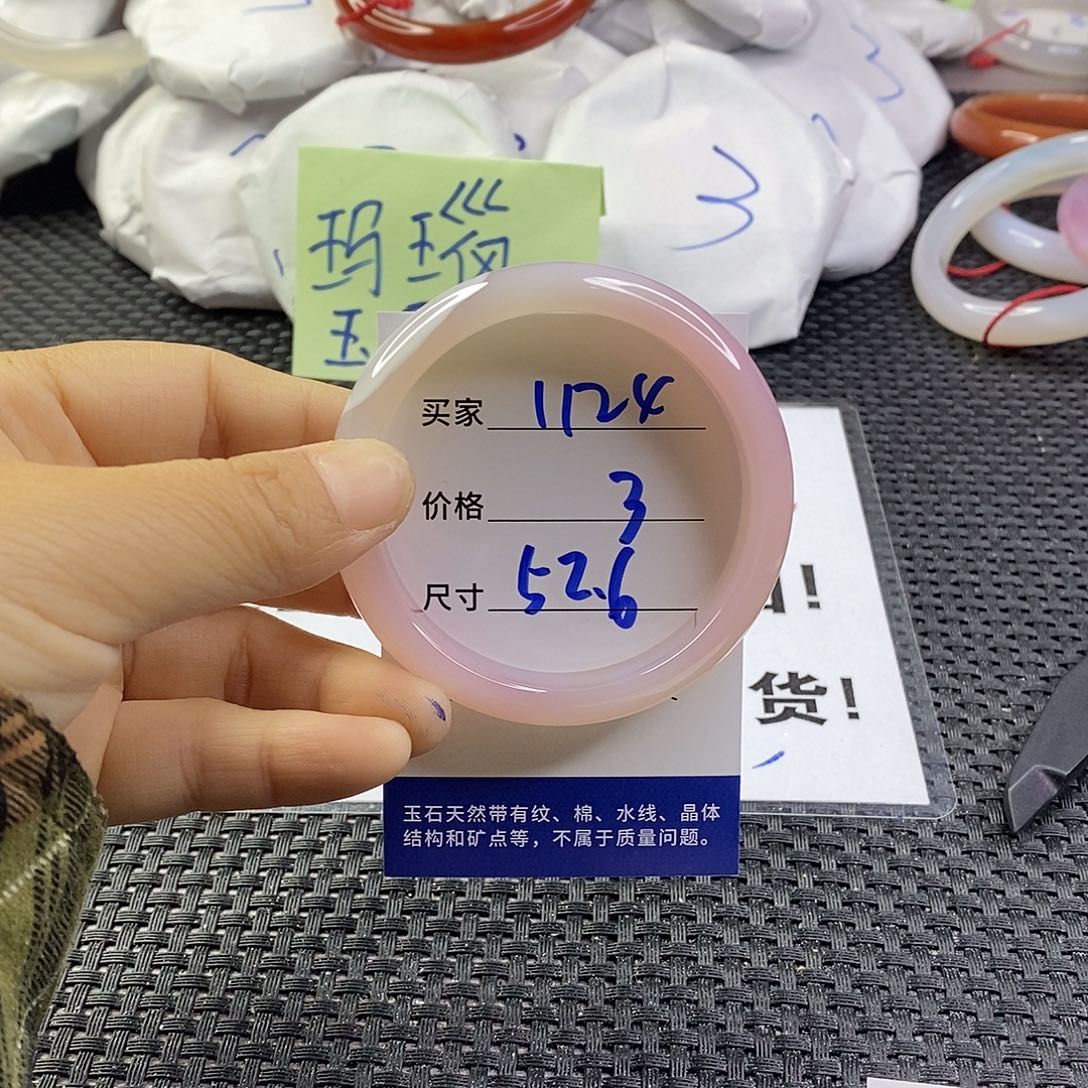 玛瑙
玉
3
买家 1124
价格 3
尺寸 52.9
!
货!
玉石天然带有纹、棉、水线、晶体
结构和矿点等，不属于质量问题。